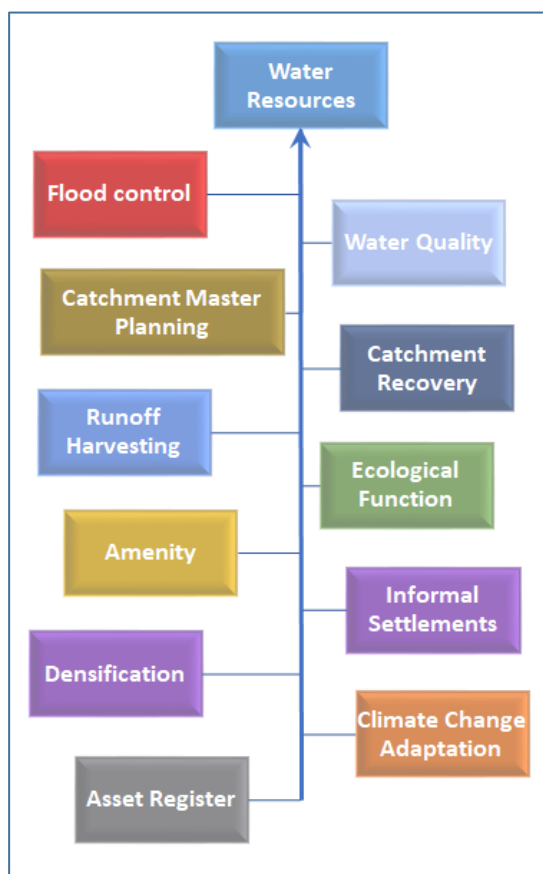 Water
Resources
Flood control
Water Quality
Catchment Master
Planning
Catchment
Recovery
Runoff
Harvesting
Ecological
Function
Amenity
Informal
Settlements
Densification
Climate Change
Adaptation
Asset Register